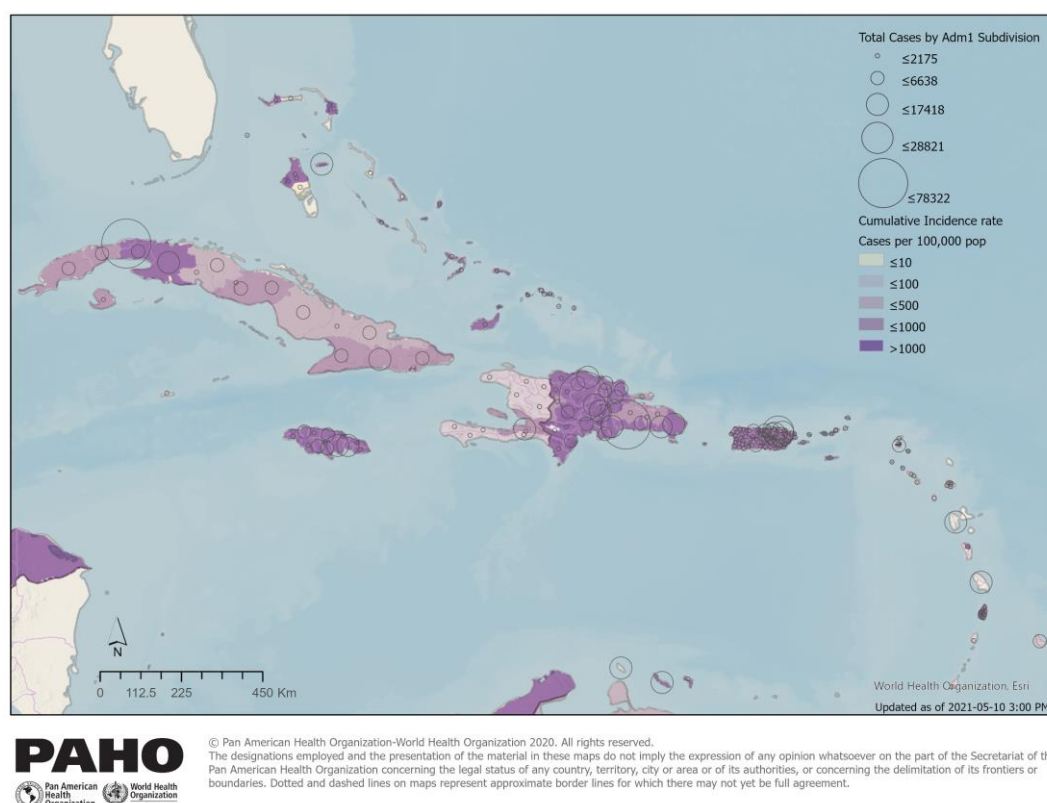 Total Cases by Adm1 Subdivision
≤2175
≤6638
≤17418
≤28821
≤78322
Cumulative Incidence rate
Cases per 100,000 pop
≤10
≤100
≤500
≤1000
>1000
N
0 112.5 225 450 Km
World Health Organization, Esri
Updated as of 2021-05-10 3:00 PM
PAHO
Pan American
Health
Organization
World Health
Organization
© Pan American Health Organization-World Health Organization 2020. All rights reserved.
The designations employed and the presentation of the material in these maps do not imply the expression of any opinion whatsoever on the part of the Secretariat of th
Pan American Health Organization concerning the legal status of any country, territory, city or area or of its authorities, or concerning the delimitation of its frontiers or
boundaries. Dotted and dashed lines on maps represent approximate border lines for which there may not yet be full agreement.